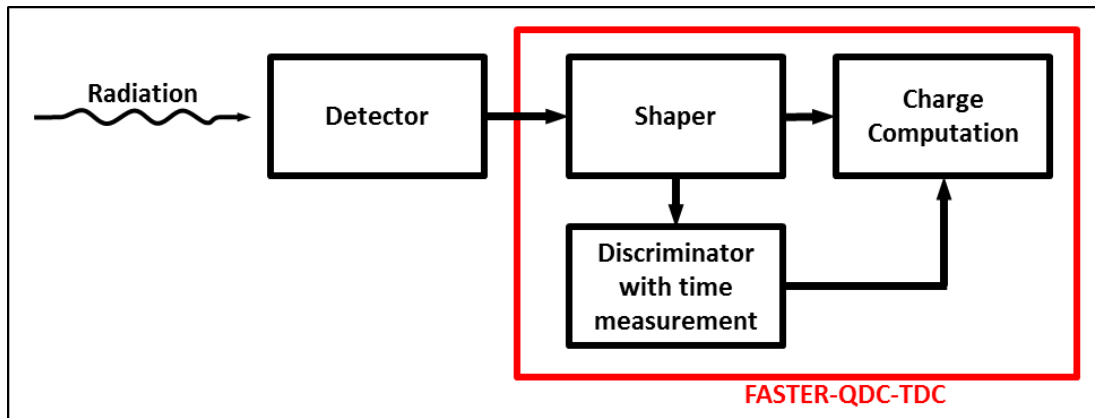 Radiation
Detector
Shaper
Charge
Computation
Discriminator
with time
measurement
FASTER-QDC-TDC